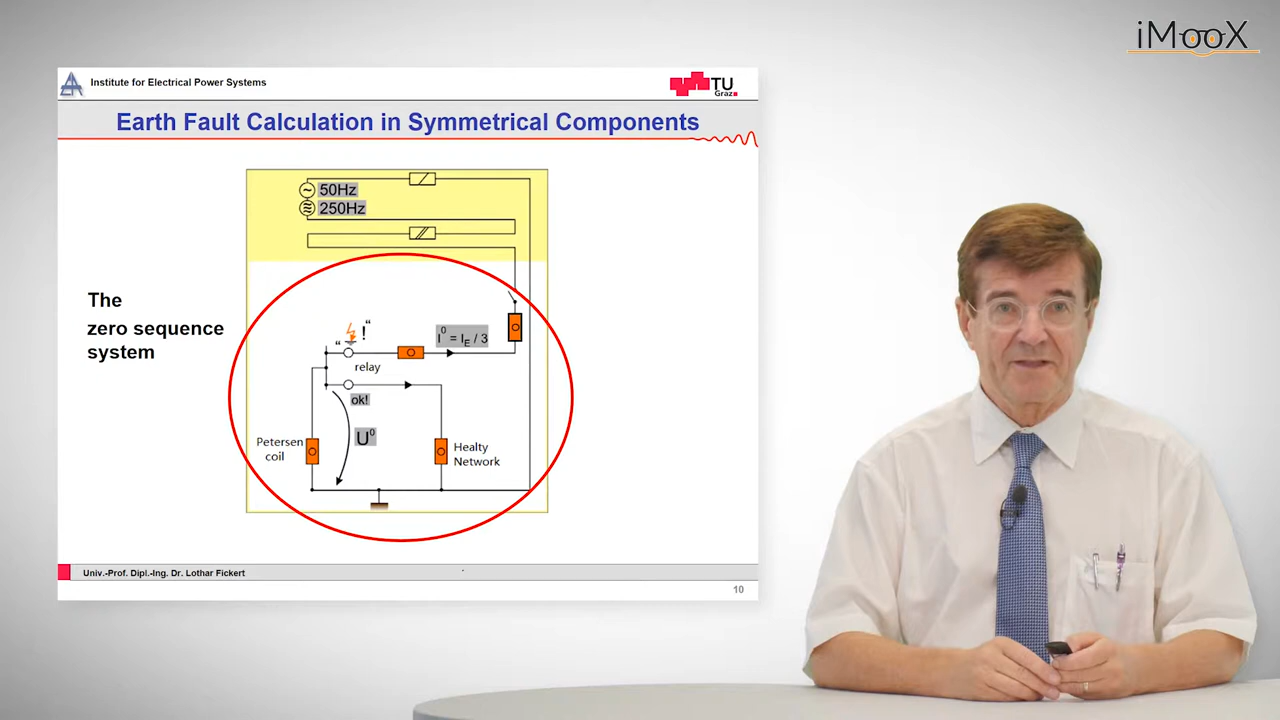 iMooX
Institute for Electrical Power Systems
TU
Graz
Earth Fault Calculation in Symmetrical Components
50Hz
250Hz
The
zero sequence
system
“ !“
I⁰ = I_E / 3
relay
ok!
U⁰
Petersen
coil
Healty
Network
Univ.-Prof. Dipl.-Ing. Dr. Lothar Fickert
10